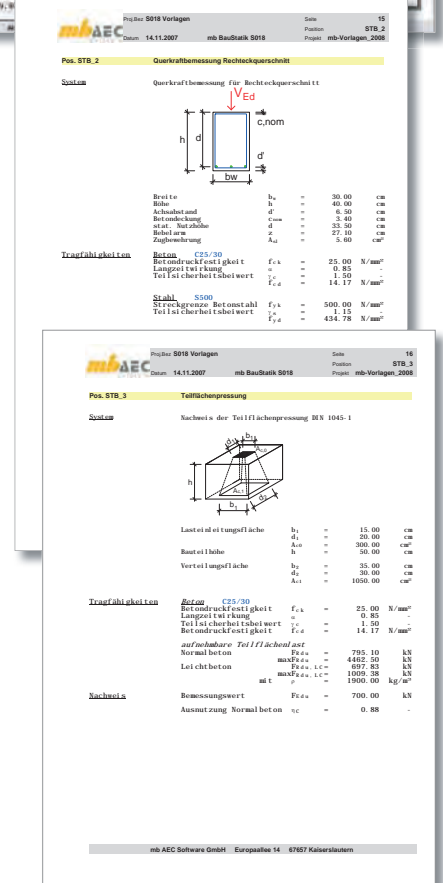 Proj.Bez S018 Vorlagen Seite 15
Position STB_2
mb AEC Datum 14.11.2007 mb BauStatik S018 Projekt mb-Vorlagen_2008
Pos. STB_2 Querkraftbemessung Rechteckquerschnitt
System Querkraftbemessung für Rechteckquerschnitt
VEd
c,nom
h d
d'
bw
Breite bw = 30.00 cm
Höhe h = 40.00 cm
Achsabstand d' = 6.50 cm
Betondeckung cnom = 3.40 cm
stat. Nutzhöhe d = 33.50 cm
Hebelarm z = 27.10 cm
Zugbewehrung Asl = 5.60 cm²
Tragfähigkeiten Beton C25/30
Betondruckfestigkeit fck = 25.00 N/mm²
Langzeitwirkung α = 0.85 -
Teilsicherheitsbeiwert γc = 1.50 -
fcd = 14.17 N/mm²
Stahl S500
Streckgrenze Betonstahl fyk = 500.00 N/mm²
Teilsicherheitsbeiwert γs = 1.15 -
fyd = 434.78 N/mm²
Proj.Bez S018 Vorlagen Seite 16
Position STB_3
mb AEC Datum 14.11.2007 mb BauStatik S018 Projekt mb-Vorlagen_2008
Pos. STB_3 Teilflächenpressung
System Nachweis der Teilflächenpressung DIN 1045-1
d1 b1
Ac0
h
Ac1
b1 d2
Lasteinleitungsfläche b1 = 15.00 cm
d1 = 20.00 cm
Ac0 = 300.00 cm²
Bauteilhöhe h = 50.00 cm
Verteilungsfläche b2 = 35.00 cm
d2 = 30.00 cm
Ac1 = 1050.00 cm²
Tragfähigkeiten Beton C25/30
Betondruckfestigkeit fck = 25.00 N/mm²
Langzeitwirkung α = 0.85 -
Teilsicherheitsbeiwert γc = 1.50 -
Betondruckfestigkeit fcd = 14.17 N/mm²
aufnehmbare Teilflächenlast
Normalbeton FRdu = 795.10 kN
maxFRdu = 4462.50 kN
Leichtbeton FRdu,LC = 697.83 kN
maxFRdu,LC = 1009.38 kN
mit ρ = 1900.00 kg/m³
Nachweis Bemessungswert FEdu = 700.00 kN
Ausnutzung Normalbeton ηC = 0.88 -
mb AEC Software GmbH Europaallee 14 67657 Kaiserslautern